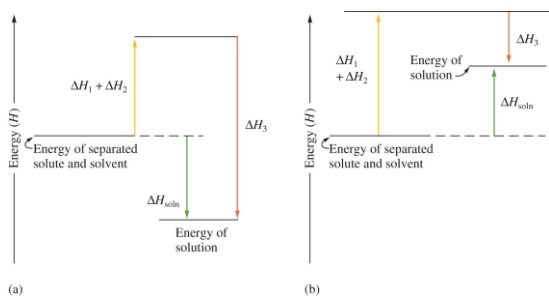 Energy (H)
ΔH₁ + ΔH₂
ΔH₃
Energy of separated
solute and solvent
ΔHsoln
Energy of
solution
(a)
Energy (H)
ΔH₁
+ ΔH₂
ΔH₃
Energy of
solution
ΔHsoln
Energy of separated
solute and solvent
(b)